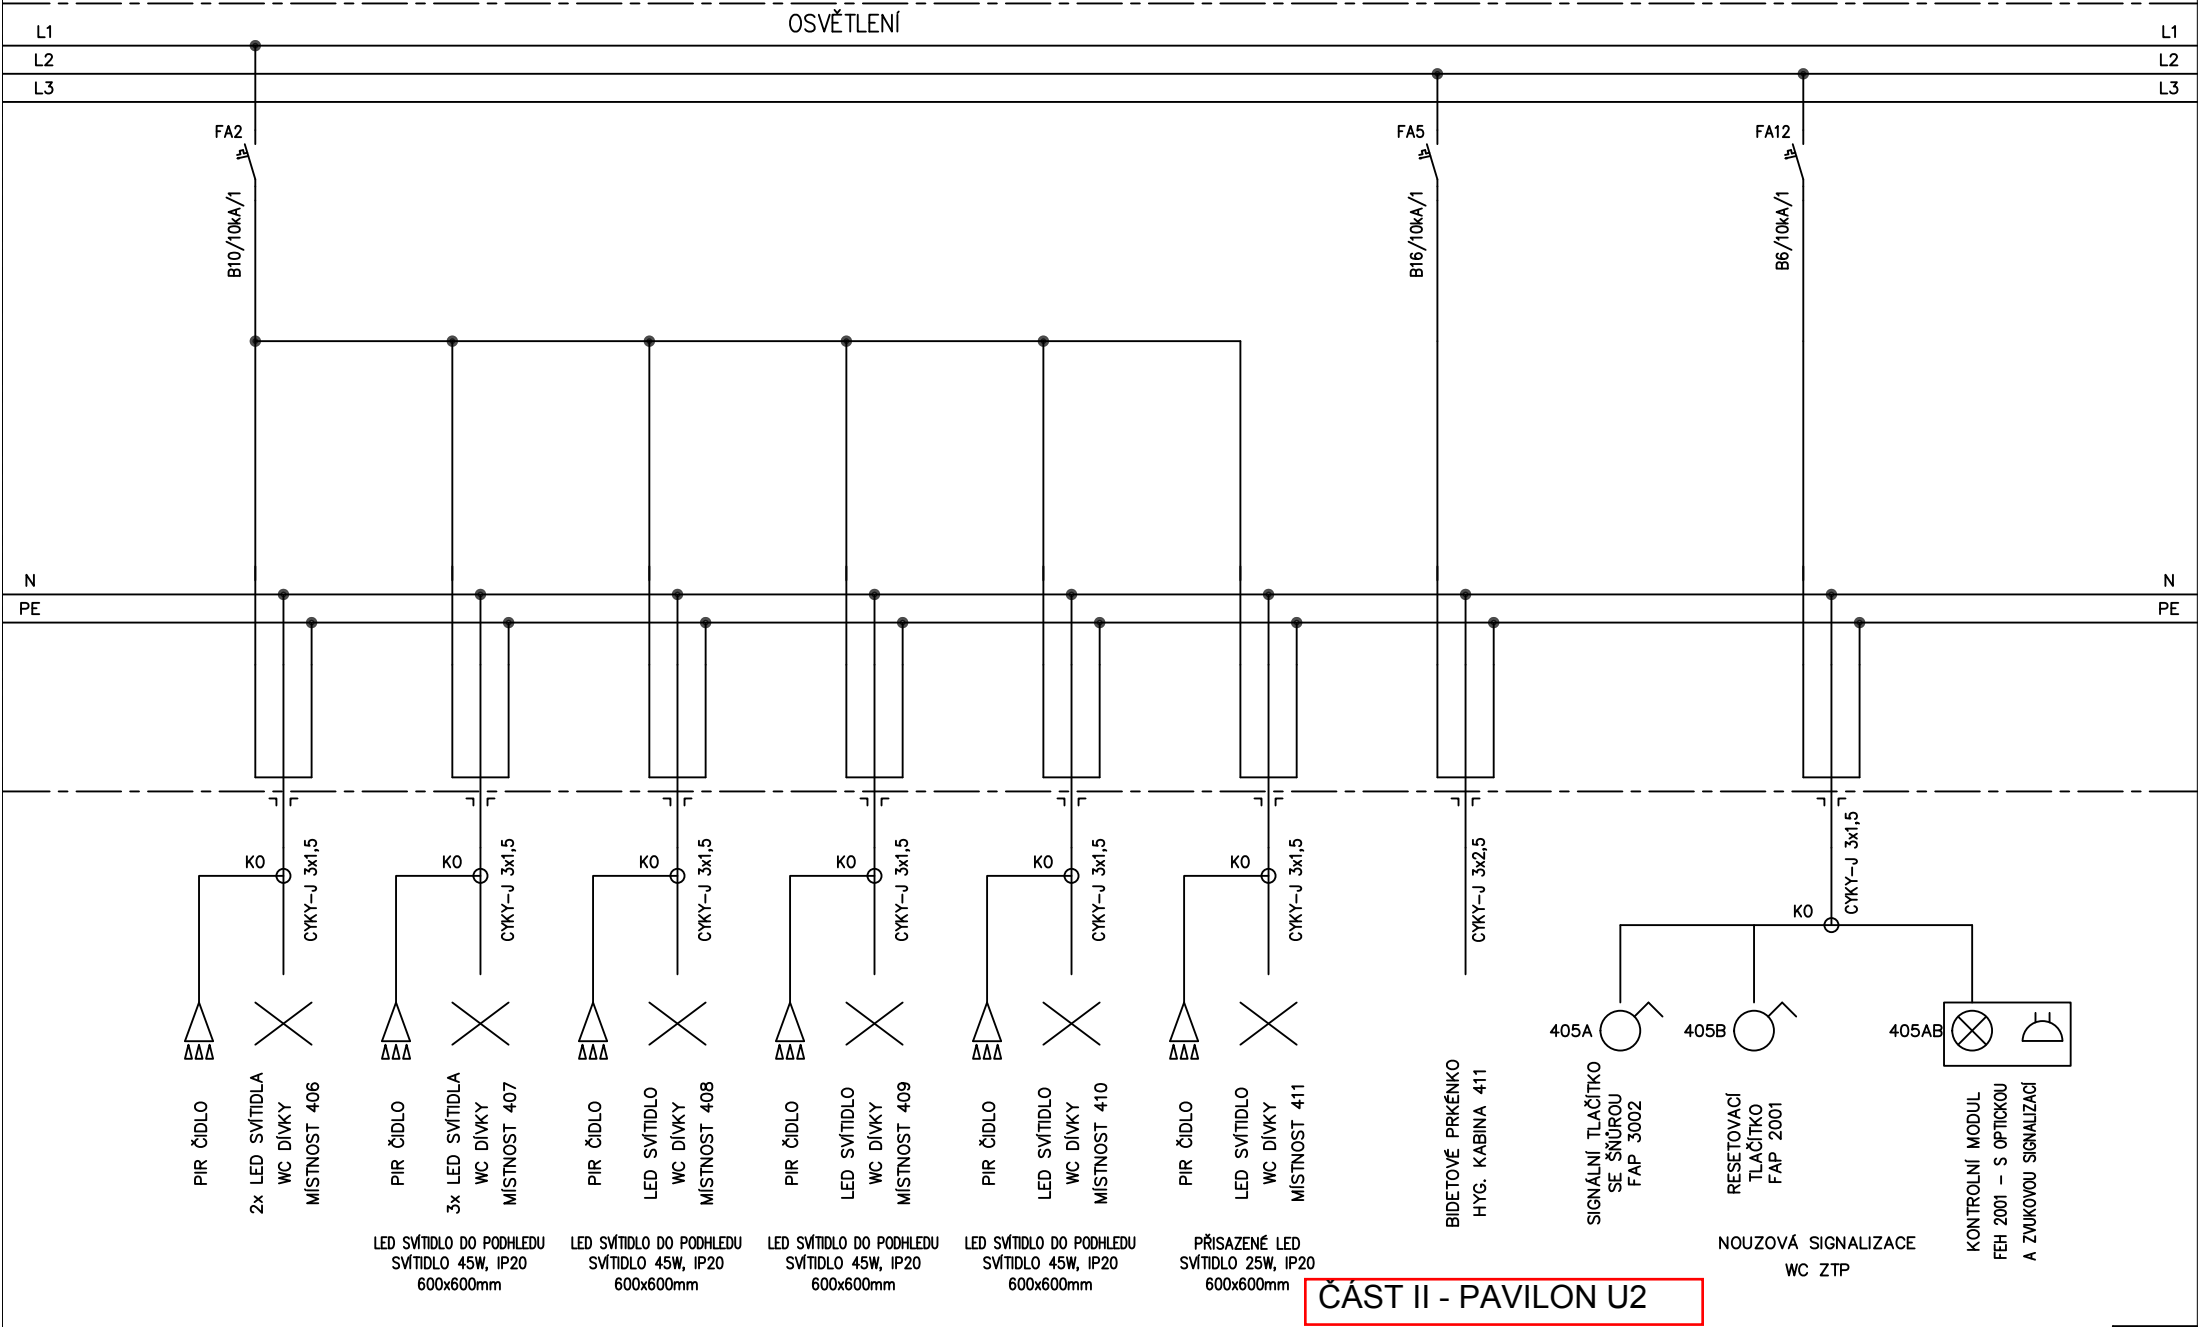 OSVĚTLENÍ
L1
L1
L2
L2
L3
L3
FA2
FA5
FA12
B10/10kA/1
B16/10kA/1
B6/10kA/1
N
N
PE
PE
KO
CYKY-J 3x1,5
KO
CYKY-J 3x1,5
KO
CYKY-J 3x1,5
KO
CYKY-J 3x1,5
KO
CYKY-J 3x1,5
KO
CYKY-J 3x1,5
CYKY-J 3x2,5
KO
CYKY-J 3x1,5
405A
405B
405AB
PIR ČIDLO
2x LED SVÍTIDLA
WC DÍVKY
MÍSTNOST 406
PIR ČIDLO
3x LED SVÍTIDLA
WC DÍVKY
MÍSTNOST 407
PIR ČIDLO
LED SVÍTIDLO
WC DÍVKY
MÍSTNOST 408
PIR ČIDLO
LED SVÍTIDLO
WC DÍVKY
MÍSTNOST 409
PIR ČIDLO
LED SVÍTIDLO
WC DÍVKY
MÍSTNOST 410
PIR ČIDLO
LED SVÍTIDLO
WC DÍVKY
MÍSTNOST 411
BIDETOVÉ PRKÉNKO
HYG. KABINA 411
SIGNÁLNÍ TLAČÍTKO
SE ŠŇŮROU
FAP 3002
RESETOVACÍ
TLAČÍTKO
FAP 2001
KONTROLNÍ MODUL
FEH 2001 - S OPTICKOU
A ZVUKOVOU SIGNALIZACÍ
LED SVÍTIDLO DO PODHLEDU
SVÍTIDLO 45W, IP20
600x600mm
LED SVÍTIDLO DO PODHLEDU
SVÍTIDLO 45W, IP20
600x600mm
LED SVÍTIDLO DO PODHLEDU
SVÍTIDLO 45W, IP20
600x600mm
LED SVÍTIDLO DO PODHLEDU
SVÍTIDLO 45W, IP20
600x600mm
PŘISAZENÉ LED
SVÍTIDLO 25W, IP20
600x600mm
NOUZOVÁ SIGNALIZACE
WC ZTP
ČÁST II - PAVILON U2